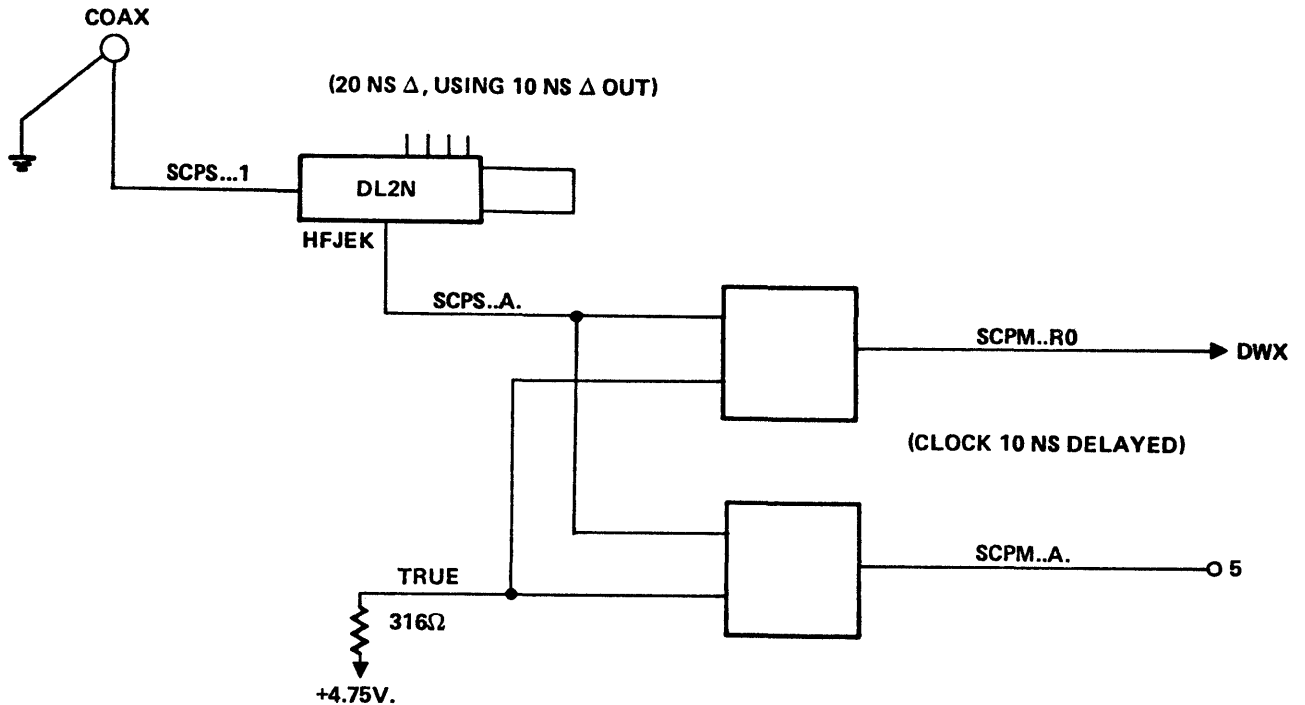 COAX
(20 NS Δ, USING 10 NS Δ OUT)
SCPS...1
DL2N
HFJEK
SCPS..A.
SCPM..R0
DWX
(CLOCK 10 NS DELAYED)
SCPM..A.
5
TRUE
316Ω
+4.75V.